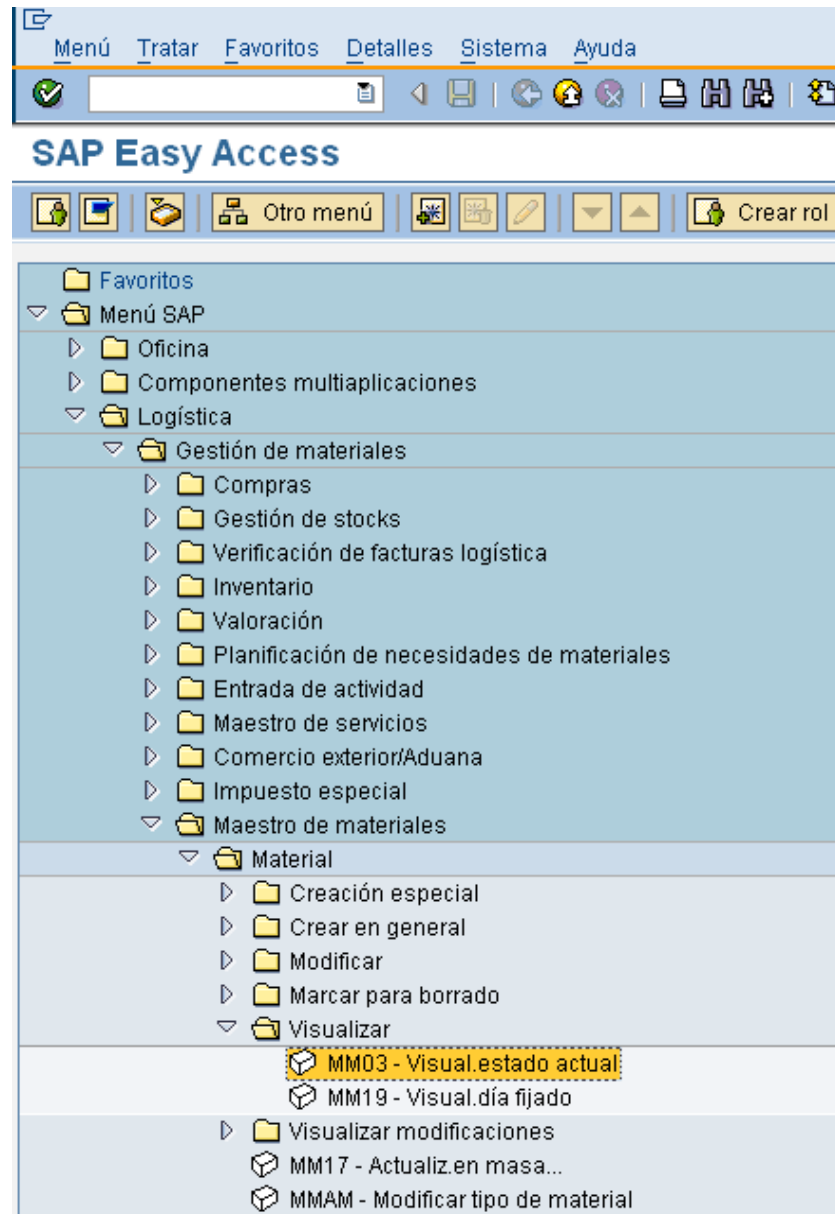 Menú Tratar Favoritos Detalles Sistema Ayuda
SAP Easy Access
Otro menú Crear rol
Favoritos
Menú SAP
Oficina
Componentes multiaplicaciones
Logística
Gestión de materiales
Compras
Gestión de stocks
Verificación de facturas logística
Inventario
Valoración
Planificación de necesidades de materiales
Entrada de actividad
Maestro de servicios
Comercio exterior/Aduana
Impuesto especial
Maestro de materiales
Material
Creación especial
Crear en general
Modificar
Marcar para borrado
Visualizar
MM03 - Visual.estado actual
MM19 - Visual.día fijado
Visualizar modificaciones
MM17 - Actualiz.en masa...
MMAM - Modificar tipo de material